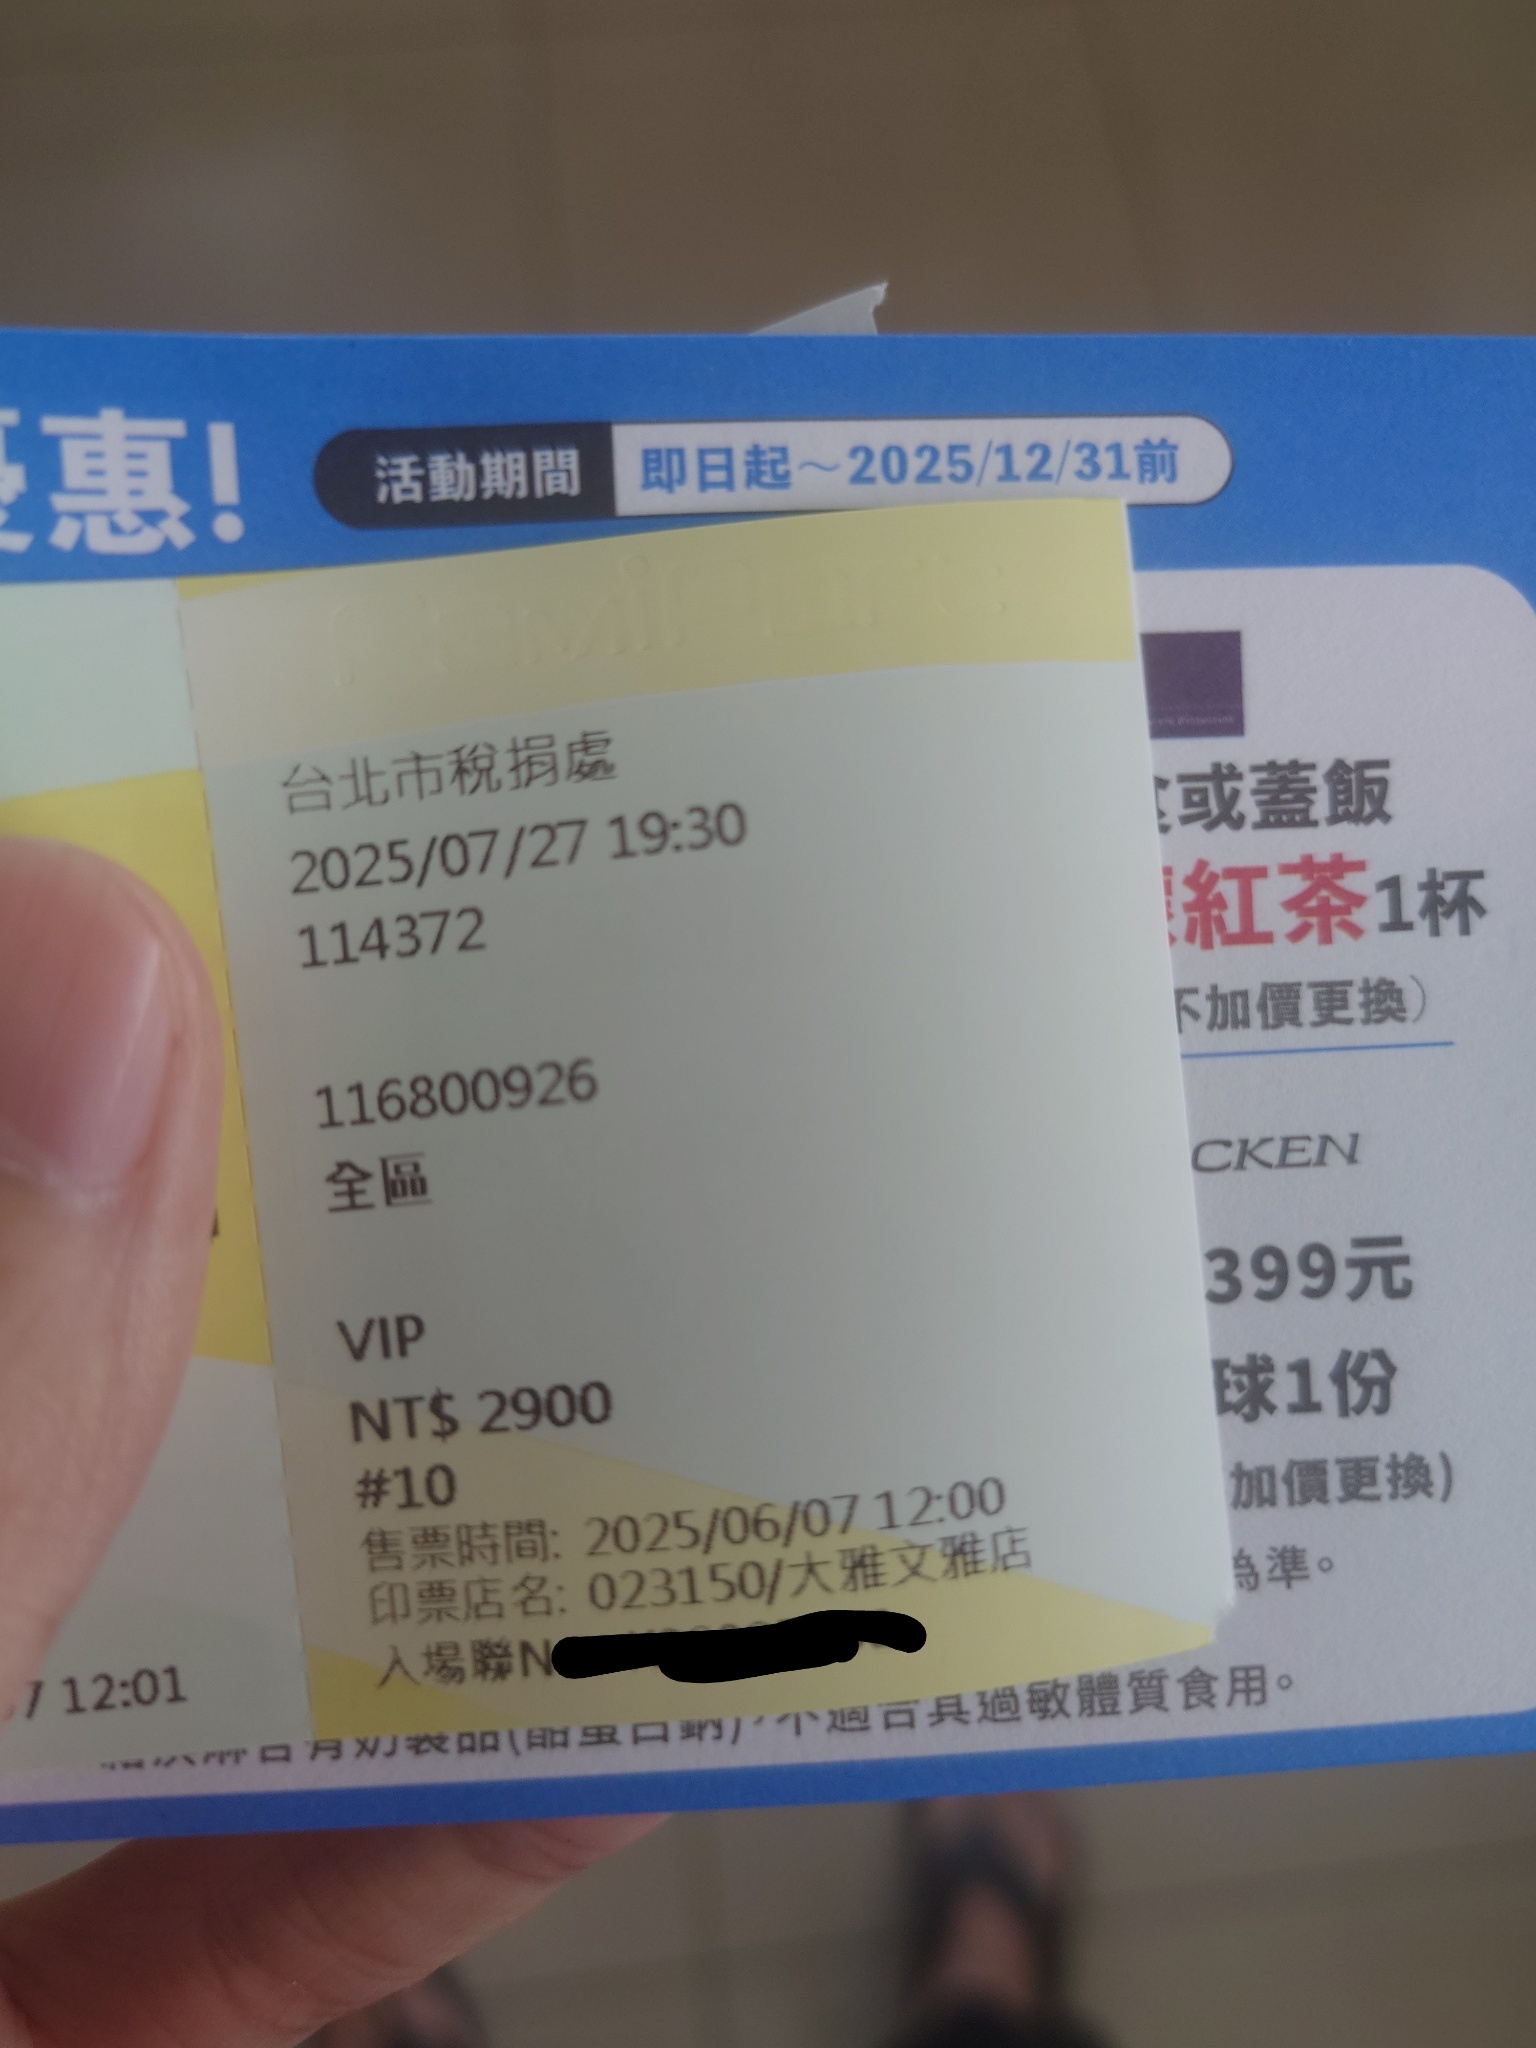 惠!
活動期間 即日起～2025/12/31前
台北市稅捐處
2025/07/27 19:30
114372
116800926
全區
VIP
NT$ 2900
#10
售票時間: 2025/06/07 12:00
印票店名: 023150/大雅文雅店
入場聯N
7 12:01
或蓋飯
紅茶1杯
不加價更換)
CKEN
399元
球1份
加價更換)
為準。
不適合其過敏體質食用。